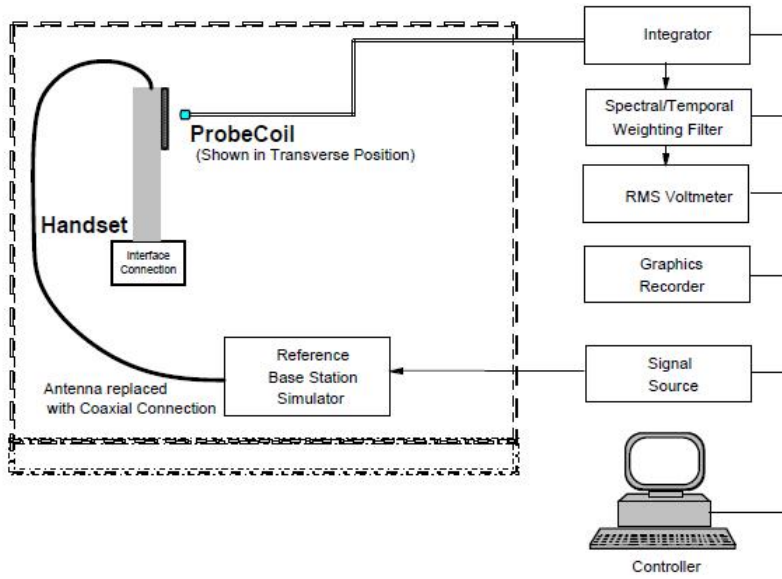 Integrator
Spectral/Temporal
Weighting Filter
RMS Voltmeter
Graphics
Recorder
Signal
Source
Controller
ProbeCoil
(Shown in Transverse Position)
Handset
Interface
Connection
Reference
Base Station
Simulator
Antenna replaced
with Coaxial Connection